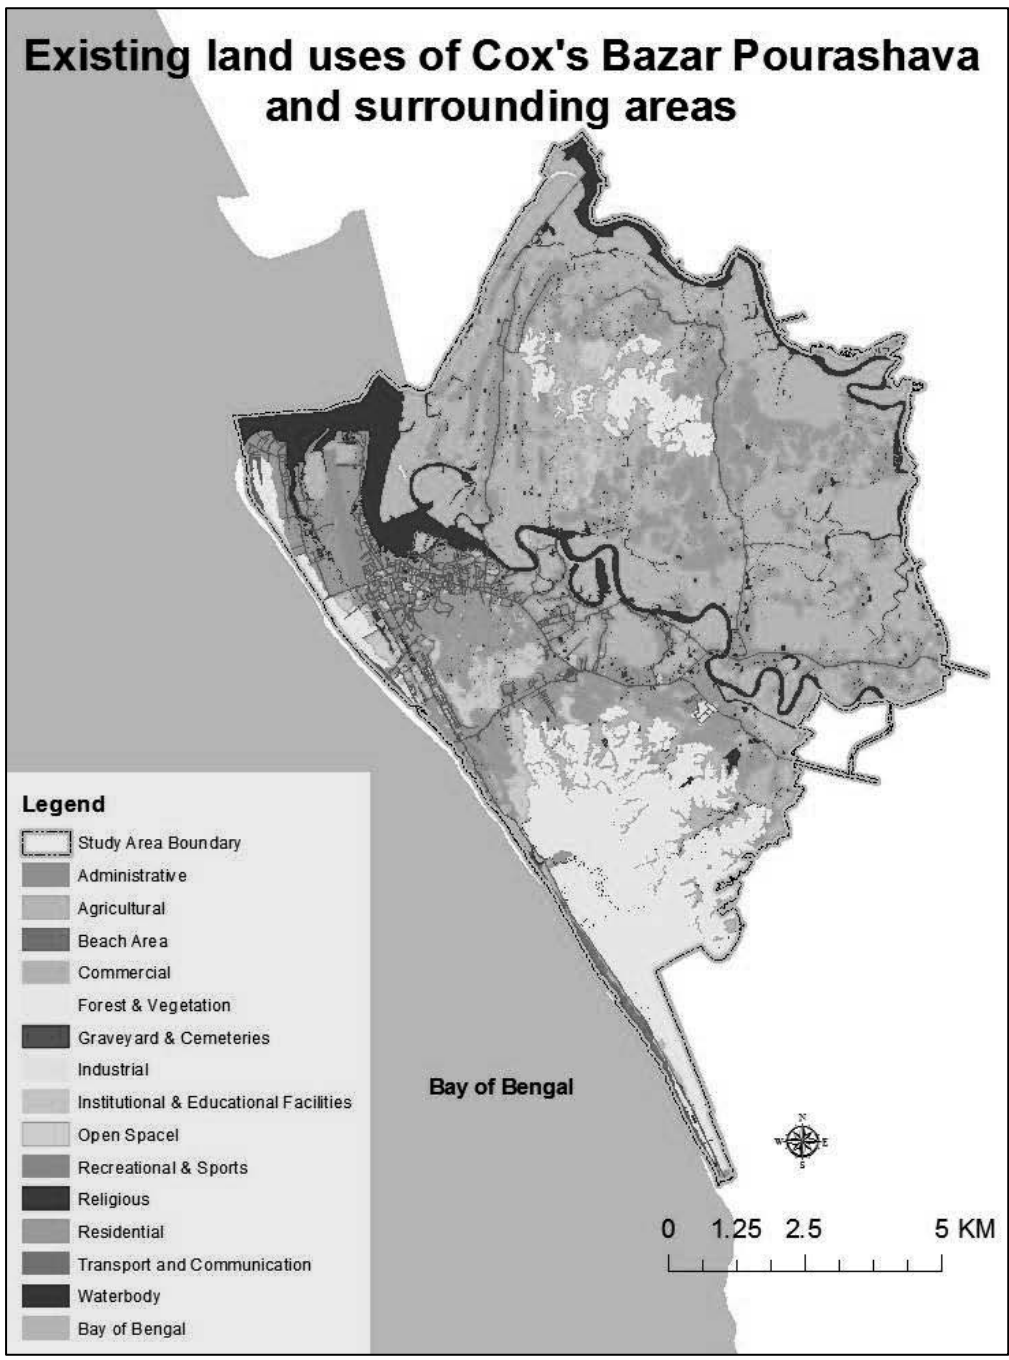 Existing land uses of Cox's Bazar Pourashava
and surrounding areas
Legend
Study Area Boundary
Administrative
Agricultural
Beach Area
Commercial
Forest & Vegetation
Graveyard & Cemeteries
Industrial
Institutional & Educational Facilities
Open Spacel
Recreational & Sports
Religious
Residential
Transport and Communication
Waterbody
Bay of Bengal
Bay of Bengal
N
W E
S
0 1.25 2.5 5 KM